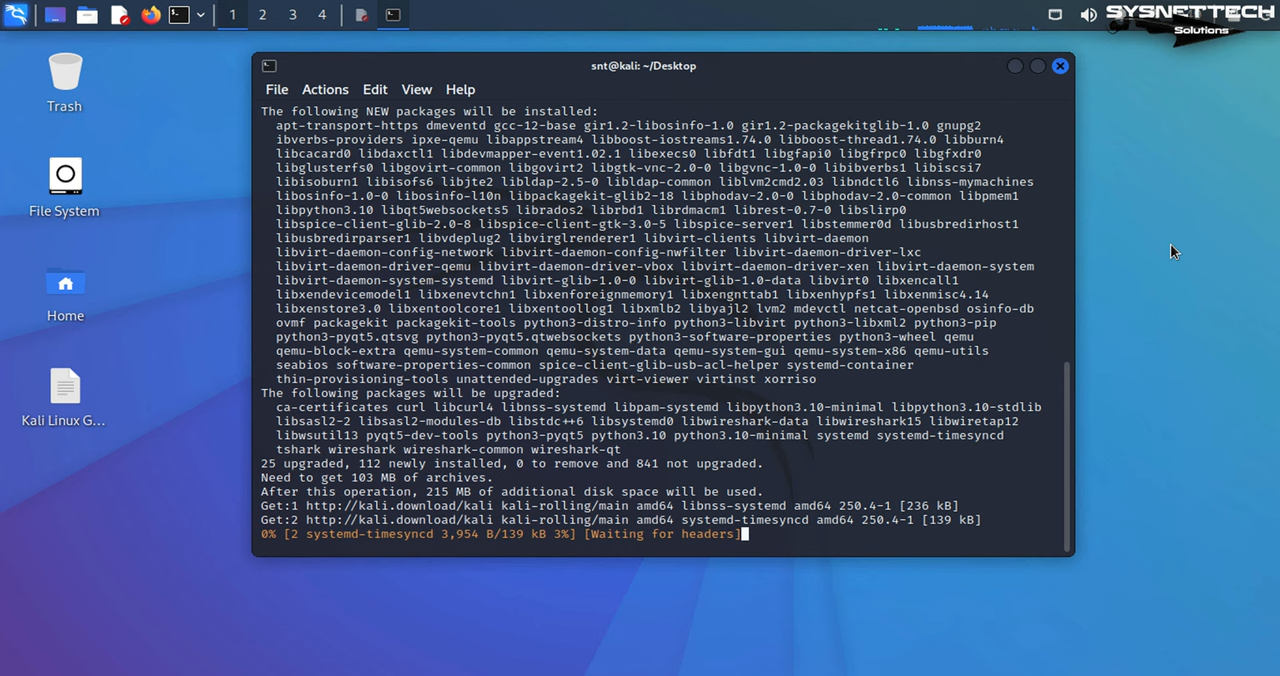 1 2 3 4
SYSNETTECH
Solutions
Trash
File System
Home
Kali Linux G...
snt@kali: ~/Desktop
File Actions Edit View Help
The following NEW packages will be installed:
apt-transport-https dmeventd gcc-12-base gir1.2-libosinfo-1.0 gir1.2-packagekitglib-1.0 gnupg2
ibverbs-providers ipxe-qemu libappstream4 libboost-iostreams1.74.0 libboost-thread1.74.0 libburn4
libcacard0 libdaxctl1 libdevmapper-event1.02.1 libexecs0 libfdt1 libgfapi0 libgfrpc0 libgfxdr0
libglusterfs0 libgovirt-common libgovirt2 libgtk-vnc-2.0-0 libgvnc-1.0-0 libibverbs1 libiscsi7
libisoburn1 libisofs6 libjte2 libldap-2.5-0 libldap-common liblvm2cmd2.03 libndctl6 libnss-mymachines
libosinfo-1.0-0 libosinfo-l10n libpackagekit-glib2-18 libphodav-2.0-0 libphodav-2.0-common libpmem1
libpython3.10 libqt5websockets5 librados2 librbd1 librdmacm1 librest-0.7-0 libslirp0
libspice-client-glib-2.0-8 libspice-client-gtk-3.0-5 libspice-server1 libstemmer0d libusbredirhost1
libusbredirparser1 libvdeplug2 libvirglrenderer1 libvirt-clients libvirt-daemon
libvirt-daemon-config-network libvirt-daemon-config-nwfilter libvirt-daemon-driver-lxc
libvirt-daemon-driver-qemu libvirt-daemon-driver-vbox libvirt-daemon-driver-xen libvirt-daemon-system
libvirt-daemon-system-systemd libvirt-glib-1.0-0 libvirt-glib-1.0-data libvirt0 libxencall1
libxendevicemodel1 libxenevtchn1 libxenforeignmemory1 libxengnttab1 libxenhypfs1 libxenmisc4.14
libxenstore3.0 libxentoolcore1 libxentoollog1 libxmlb2 libyajl2 lvm2 mdevctl netcat-openbsd osinfo-db
ovmf packagekit packagekit-tools python3-distro-info python3-libvirt python3-libxml2 python3-pip
python3-pyqt5.qtsvg python3-pyqt5.qtwebsockets python3-software-properties python3-wheel qemu
qemu-block-extra qemu-system-common qemu-system-data qemu-system-gui qemu-system-x86 qemu-utils
seabios software-properties-common spice-client-glib-usb-acl-helper systemd-container
thin-provisioning-tools unattended-upgrades virt-viewer virtinst xorriso
The following packages will be upgraded:
ca-certificates curl libcurl4 libnss-systemd libpam-systemd libpython3.10-minimal libpython3.10-stdlib
libsasl2-2 libsasl2-modules-db libstdc++6 libsystemd0 libwireshark-data libwireshark15 libwiretap12
libwsutil13 pyqt5-dev-tools python3-pyqt5 python3.10 python3.10-minimal systemd systemd-timesyncd
tshark wireshark wireshark-common wireshark-qt
25 upgraded, 112 newly installed, 0 to remove and 841 not upgraded.
Need to get 103 MB of archives.
After this operation, 215 MB of additional disk space will be used.
Get:1 http://kali.download/kali kali-rolling/main amd64 libnss-systemd amd64 250.4-1 [236 kB]
Get:2 http://kali.download/kali kali-rolling/main amd64 systemd-timesyncd amd64 250.4-1 [139 kB]
0% [2 systemd-timesyncd 3,954 B/139 kB 3%] [Waiting for headers]